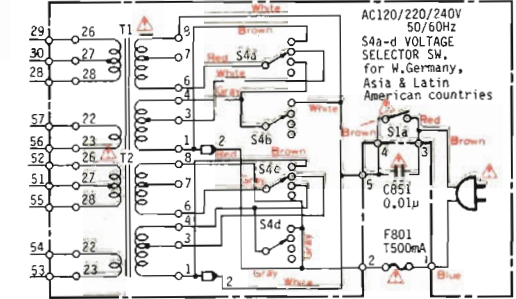 White
AC120/220/240V
50/60Hz
S4a-d VOLTAGE
SELECTOR SW.
for W.Germany,
Asia & Latin
American countries
29
26
T1
9
Brown
30
27
7
S4a
Red
28
28
6
White
4
Gray
57
22
3
White
S4b
56
23
1
2
Brown
S1a
Red
Brown
4
3
52
26
T2
8
Red
S4c
51
27
7
Gray
5
C851
0.01μ
55
28
6
4
S4d
F801
T500mA
54
22
3
Gray
2
1
53
23
1
2
Gray
White
Blue